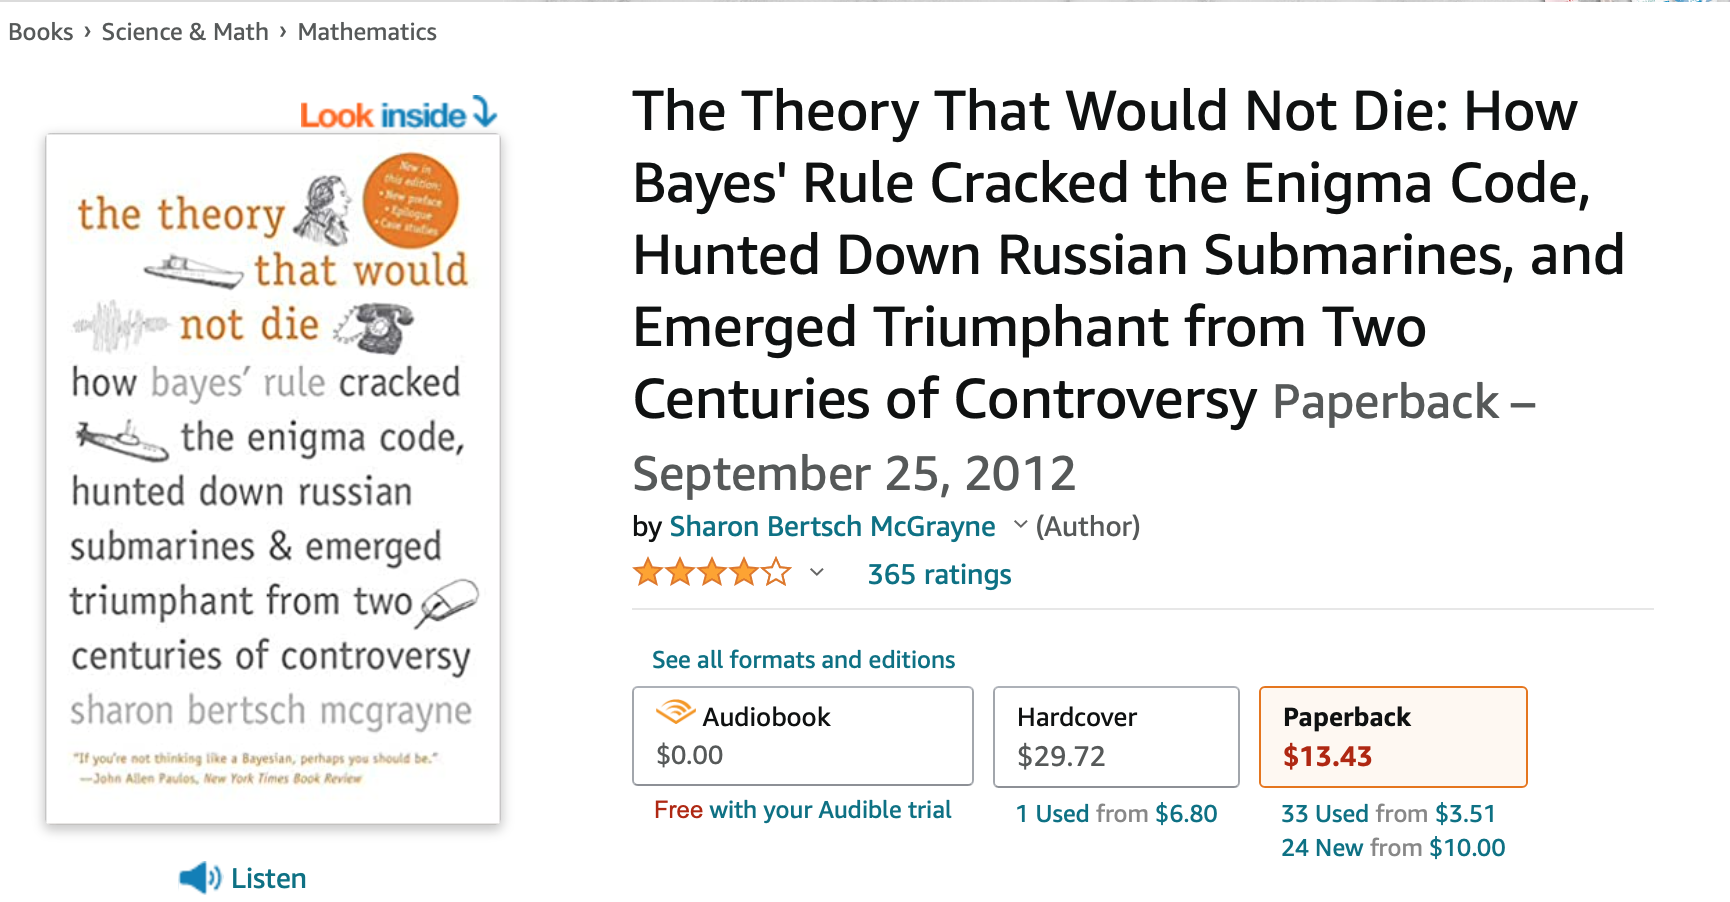 Books › Science & Math › Mathematics
Look inside
the theory
that would
not die
how bayes' rule cracked
the enigma code,
hunted down russian
submarines & emerged
triumphant from two
centuries of controversy
sharon bertsch mcgrayne
"If you're not thinking like a Bayesian, perhaps you should be."
—John Allen Paulos, New York Times Book Review
New in
this edition:
• New preface
• Epilogue
• Case studies
Listen
The Theory That Would Not Die: How
Bayes' Rule Cracked the Enigma Code,
Hunted Down Russian Submarines, and
Emerged Triumphant from Two
Centuries of Controversy Paperback –
September 25, 2012
by Sharon Bertsch McGrayne (Author)
365 ratings
See all formats and editions
Audiobook
$0.00
Free with your Audible trial
Hardcover
$29.72
1 Used from $6.80
Paperback
$13.43
33 Used from $3.51
24 New from $10.00